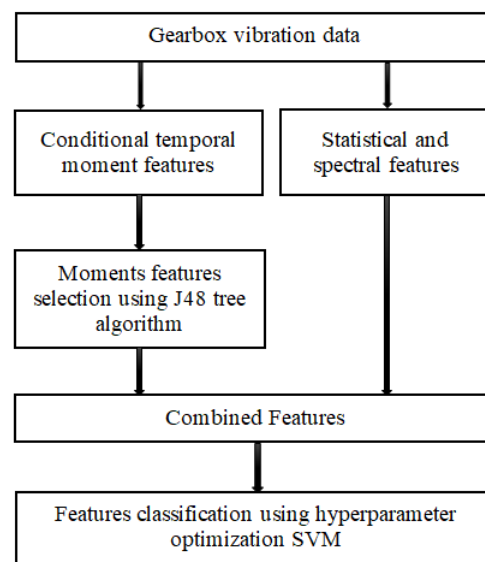 Gearbox vibration data
Conditional temporal
moment features
Statistical and
spectral features
Moments features
selection using J48 tree
algorithm
Combined Features
Features classification using hyperparameter
optimization SVM